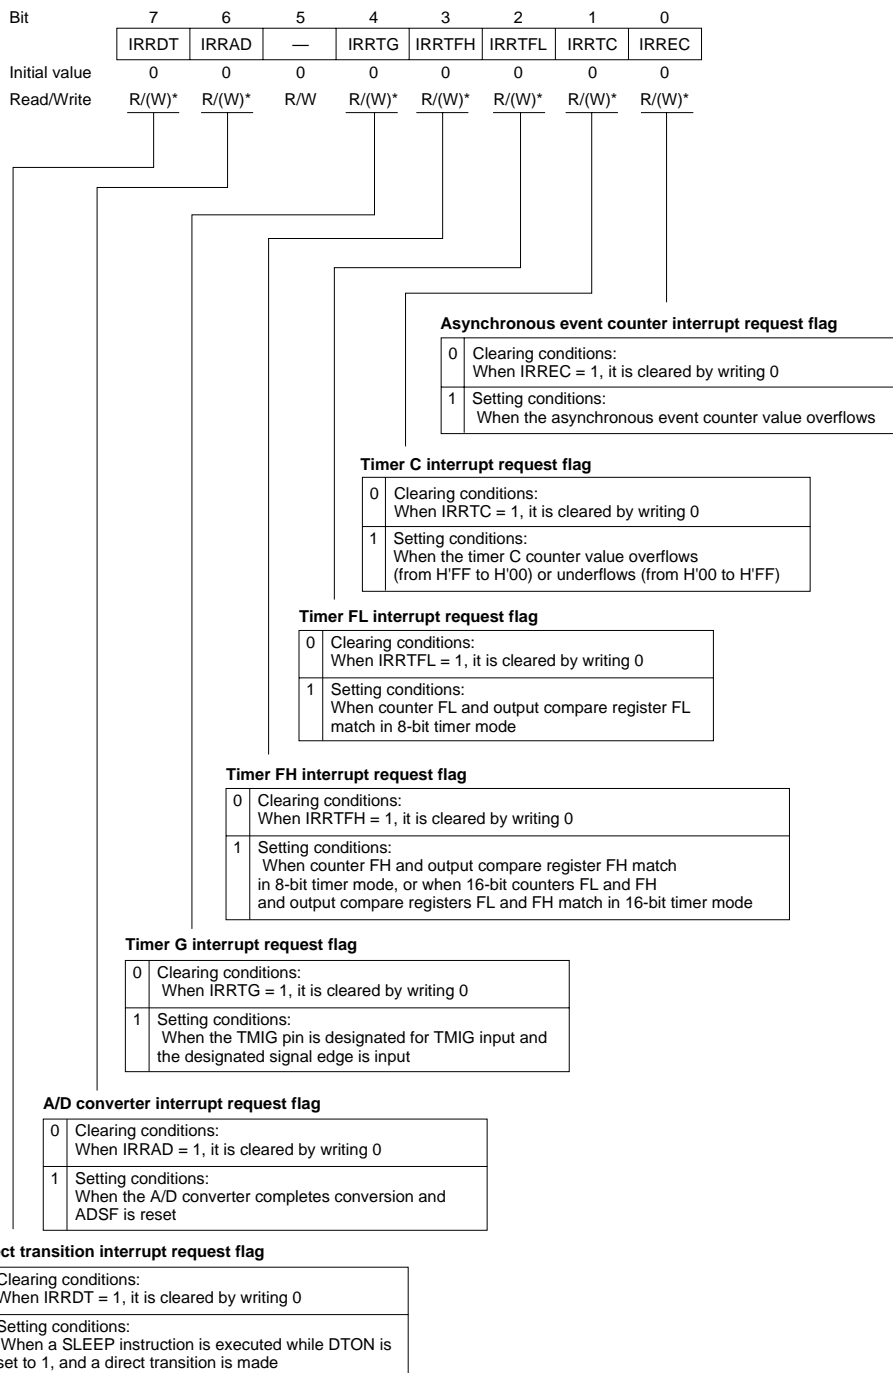 Bit 7 6 5 4 3 2 1 0
IRRDT IRRAD — IRRTG IRRTFH IRRTFL IRRTC IRREC
Initial value 0 0 0 0 0 0 0 0
Read/Write R/(W)* R/(W)* R/W R/(W)* R/(W)* R/(W)* R/(W)* R/(W)*
Asynchronous event counter interrupt request flag
0 Clearing conditions:
When IRREC = 1, it is cleared by writing 0
1 Setting conditions:
When the asynchronous event counter value overflows
Timer C interrupt request flag
0 Clearing conditions:
When IRRTC = 1, it is cleared by writing 0
1 Setting conditions:
When the timer C counter value overflows
(from H'FF to H'00) or underflows (from H'00 to H'FF)
Timer FL interrupt request flag
0 Clearing conditions:
When IRRTFL = 1, it is cleared by writing 0
1 Setting conditions:
When counter FL and output compare register FL
match in 8-bit timer mode
Timer FH interrupt request flag
0 Clearing conditions:
When IRRTFH = 1, it is cleared by writing 0
1 Setting conditions:
When counter FH and output compare register FH match
in 8-bit timer mode, or when 16-bit counters FL and FH
and output compare registers FL and FH match in 16-bit timer mode
Timer G interrupt request flag
0 Clearing conditions:
When IRRTG = 1, it is cleared by writing 0
1 Setting conditions:
When the TMIG pin is designated for TMIG input and
the designated signal edge is input
A/D converter interrupt request flag
0 Clearing conditions:
When IRRAD = 1, it is cleared by writing 0
1 Setting conditions:
When the A/D converter completes conversion and
ADSF is reset
ct transition interrupt request flag
Clearing conditions:
When IRRDT = 1, it is cleared by writing 0
Setting conditions:
When a SLEEP instruction is executed while DTON is
set to 1, and a direct transition is made